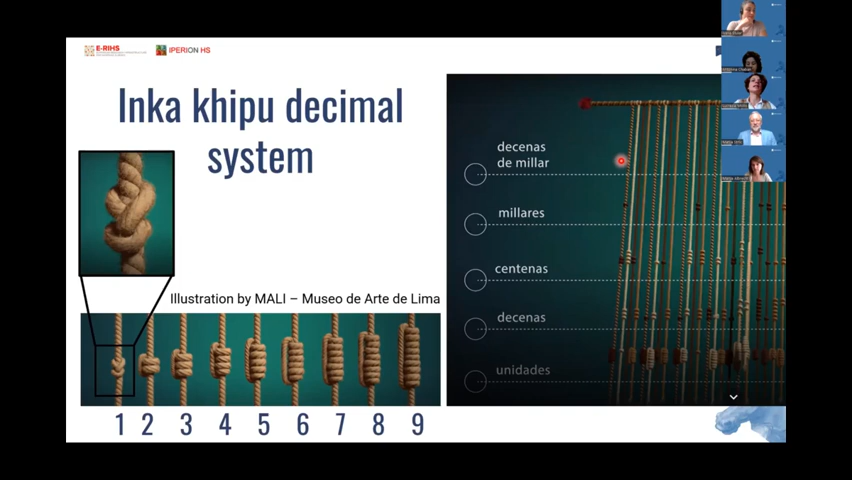 E-RIHS
IPERION HS
Inka khipu decimal
system
Illustration by MALI – Museo de Arte de Lima
1 2 3 4 5 6 7 8 9
decenas
de millar
millares
centenas
decenas
unidades